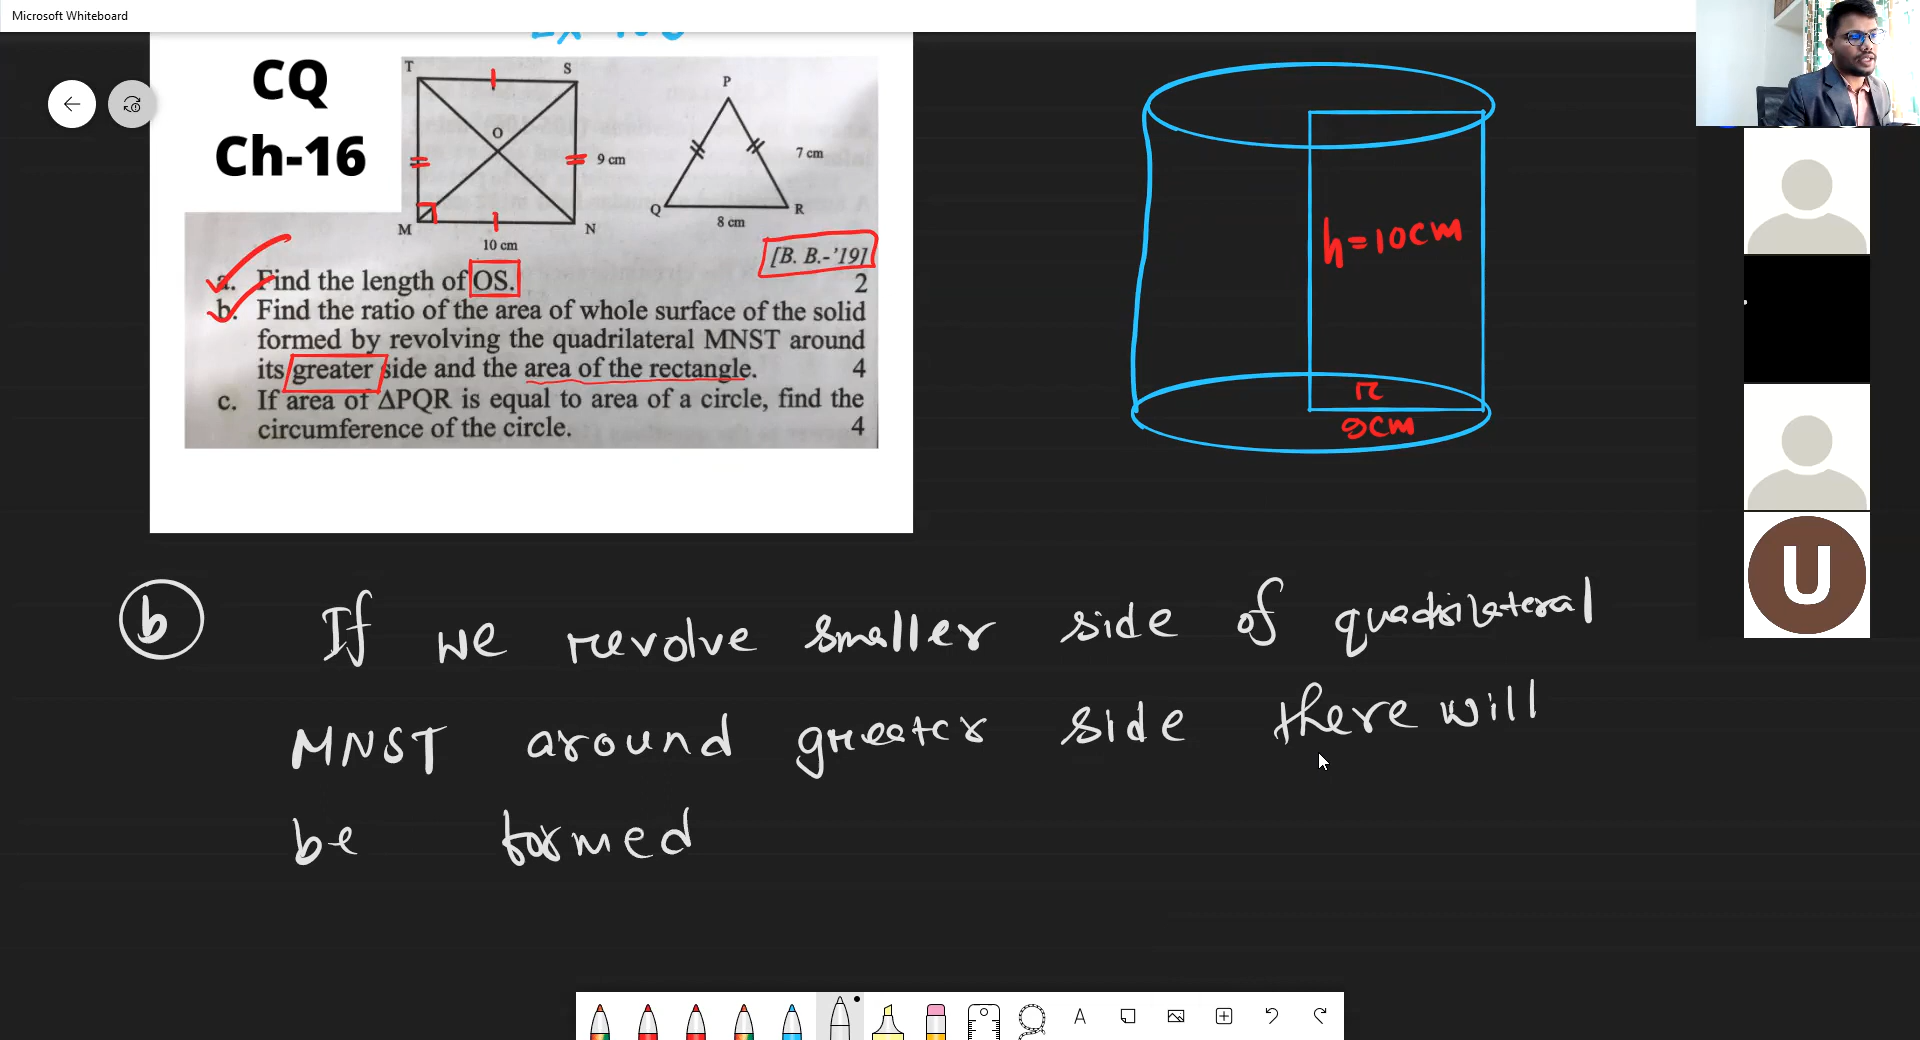 Microsoft Whiteboard
CQ
Ch-16
T
S
O
9 cm
M
N
10 cm
P
7 cm
Q
R
8 cm
[B. B.-'19]
a. Find the length of OS. 2
b. Find the ratio of the area of whole surface of the solid
formed by revolving the quadrilateral MNST around
its greater side and the area of the rectangle. 4
c. If area of ΔPQR is equal to area of a circle, find the
circumference of the circle. 4
h=10cm
r
9cm
U
b If we revolve smaller side of quadrilateral
MNST around greater side there will
be formed
A